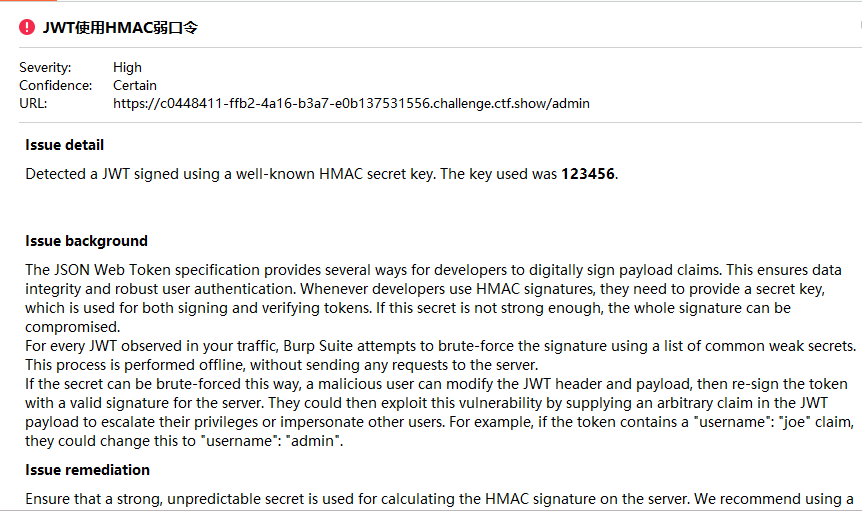 JWT使用HMAC弱口令
Severity: High
Confidence: Certain
URL: https://c0448411-ffb2-4a16-b3a7-e0b137531556.challenge.ctf.show/admin
Issue detail
Detected a JWT signed using a well-known HMAC secret key. The key used was 123456.
Issue background
The JSON Web Token specification provides several ways for developers to digitally sign payload claims. This ensures data
integrity and robust user authentication. Whenever developers use HMAC signatures, they need to provide a secret key,
which is used for both signing and verifying tokens. If this secret is not strong enough, the whole signature can be
compromised.
For every JWT observed in your traffic, Burp Suite attempts to brute-force the signature using a list of common weak secrets.
This process is performed offline, without sending any requests to the server.
If the secret can be brute-forced this way, a malicious user can modify the JWT header and payload, then re-sign the token
with a valid signature for the server. They could then exploit this vulnerability by supplying an arbitrary claim in the JWT
payload to escalate their privileges or impersonate other users. For example, if the token contains a "username": "joe" claim,
they could change this to "username": "admin".
Issue remediation
Ensure that a strong, unpredictable secret is used for calculating the HMAC signature on the server. We recommend using a